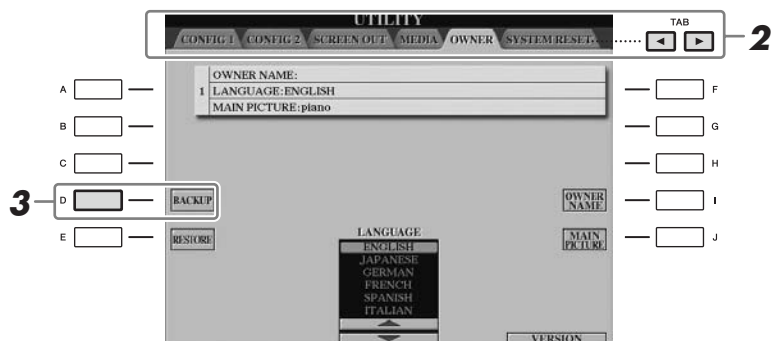 UTILITY
CONFIG 1 CONFIG 2 SCREEN OUT MEDIA OWNER SYSTEM RESET
TAB
2
OWNER NAME:
1 LANGUAGE:ENGLISH
MAIN PICTURE:piano
A
F
B
G
C
H
3
D
BACKUP
OWNER NAME
I
E
RESTORE
LANGUAGE
ENGLISH
JAPANESE
GERMAN
FRENCH
SPANISH
ITALIAN
MAIN PICTURE
J
VERSION